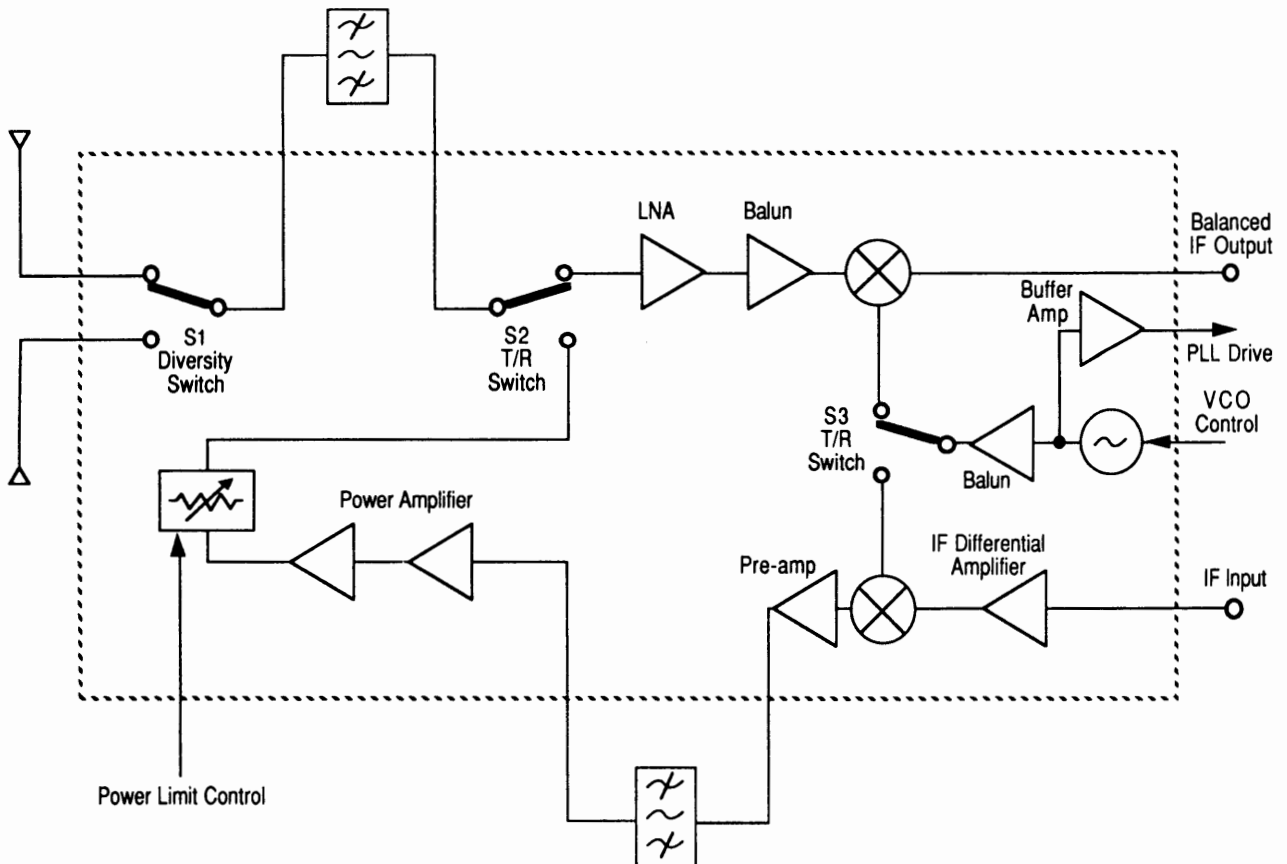 LNA
Balun
Balanced
IF Output
Buffer
Amp
PLL Drive
S1
Diversity
Switch
S2
T/R
Switch
S3
T/R
Switch
VCO
Control
Balun
Power Amplifier
Pre-amp
IF Differential
Amplifier
IF Input
Power Limit Control